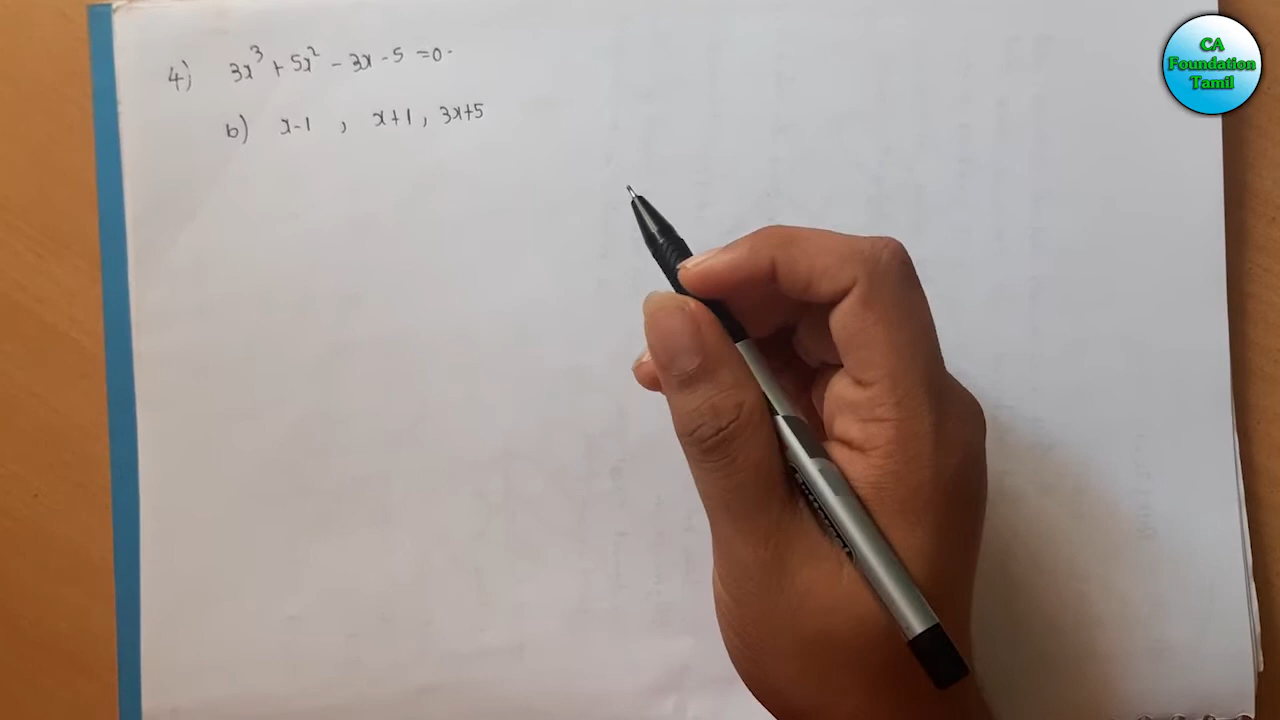 4) 3x³ + 5x² - 3x - 5 = 0.
b) x-1 , x+1 , 3x+5
CA
Foundation
Tamil